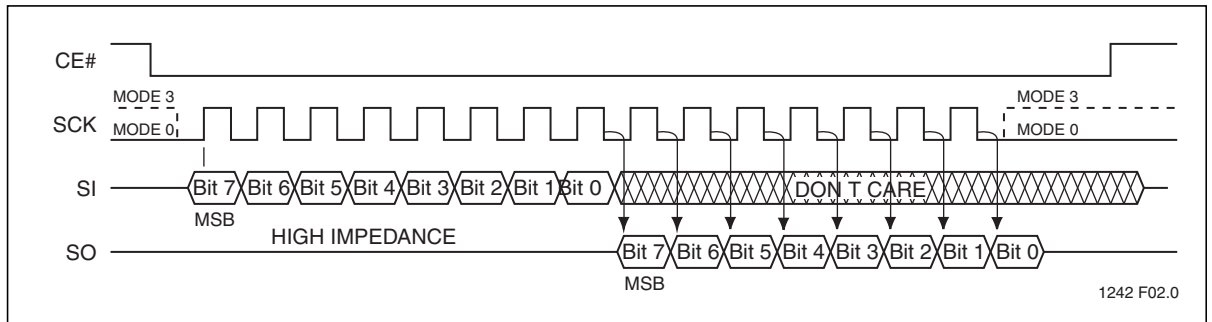 CE#
MODE 3 MODE 3
SCK MODE 0 MODE 0
SI Bit 7 Bit 6 Bit 5 Bit 4 Bit 3 Bit 2 Bit 1 Bit 0 DON T CARE
MSB
HIGH IMPEDANCE
SO Bit 7 Bit 6 Bit 5 Bit 4 Bit 3 Bit 2 Bit 1 Bit 0
MSB
1242 F02.0